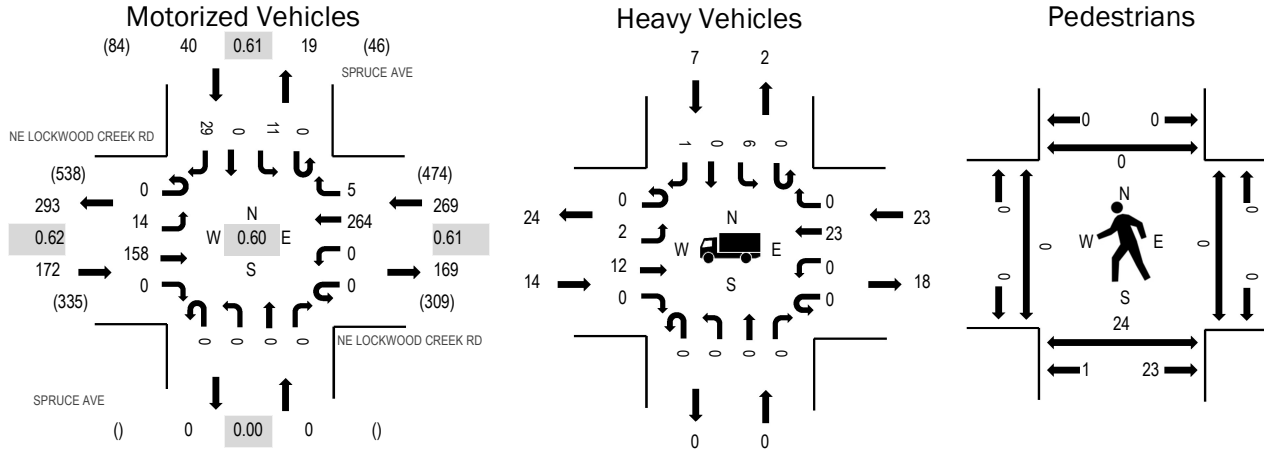 Motorized Vehicles
Heavy Vehicles
Pedestrians
(84) 40 0.61 19 (46)
SPRUCE AVE
NE LOCKWOOD CREEK RD
29 0 11 0
(538)
293
0.62
172
(335)
0
14
158
0
N
W 0.60 E
S
5
264
0
0
(474)
269
0.61
169
(309)
0 0 0 0
NE LOCKWOOD CREEK RD
SPRUCE AVE
() 0 0.00 0 ()
7 2
1 0 6 0
24
14
0
2
12
0
N
W E
S
0
23
0
0
23
18
0 0 0 0
0 0
0 0
0
0
0
0
N
W E
S
0
0
0
24
1 23